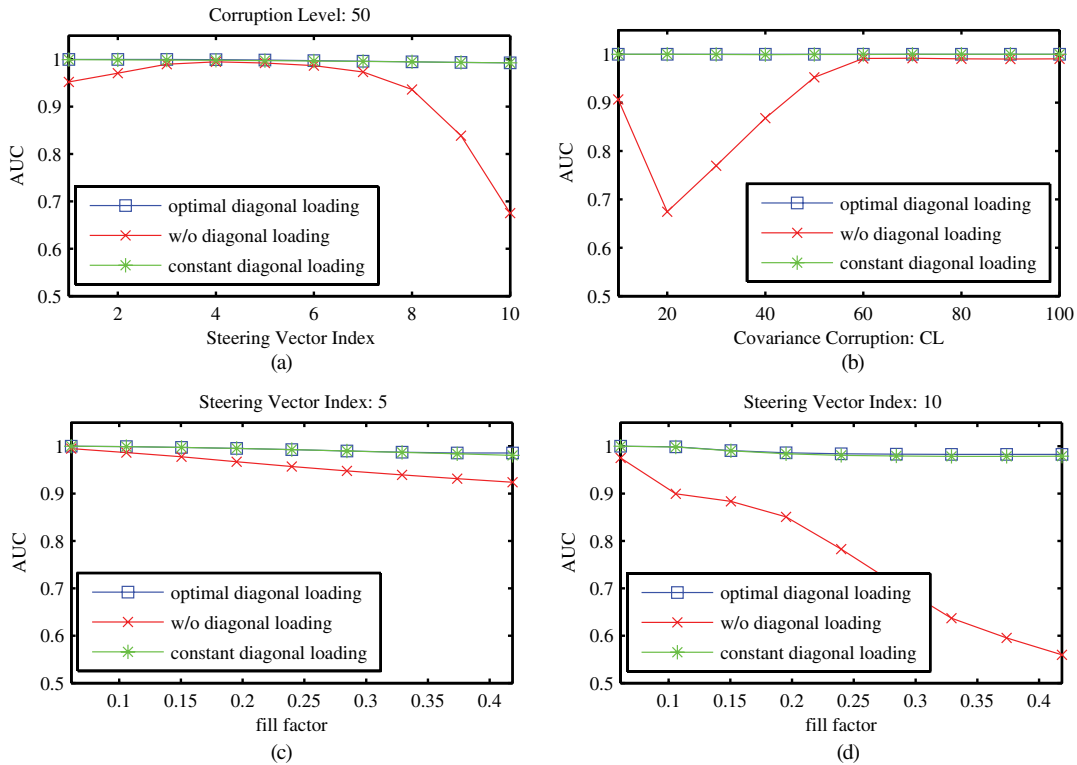 Corruption Level: 50
1
0.9
0.8
0.7
0.6
0.5
AUC
optimal diagonal loading
w/o diagonal loading
constant diagonal loading
2 4 6 8 10
Steering Vector Index
(a)
1
0.9
0.8
0.7
0.6
0.5
AUC
optimal diagonal loading
w/o diagonal loading
constant diagonal loading
20 40 60 80 100
Covariance Corruption: CL
(b)
Steering Vector Index: 5
1
0.9
0.8
0.7
0.6
0.5
AUC
optimal diagonal loading
w/o diagonal loading
constant diagonal loading
0.1 0.15 0.2 0.25 0.3 0.35 0.4
fill factor
(c)
Steering Vector Index: 10
1
0.9
0.8
0.7
0.6
0.5
AUC
optimal diagonal loading
w/o diagonal loading
constant diagonal loading
0.1 0.15 0.2 0.25 0.3 0.35 0.4
fill factor
(d)